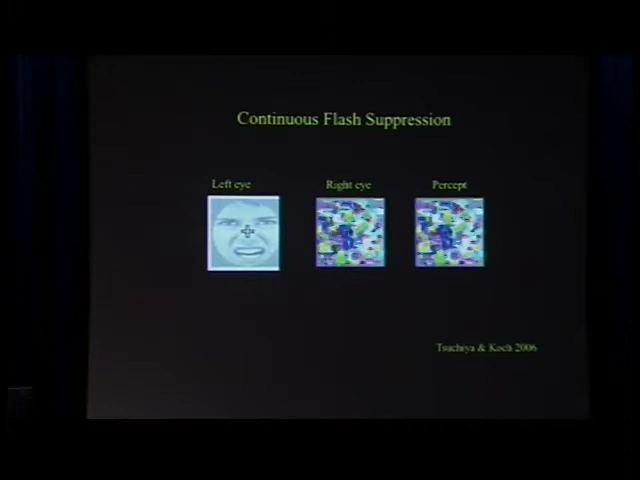 Continuous Flash Suppression
Left eye
Right eye
Percept
Tsuchiya & Koch 2006